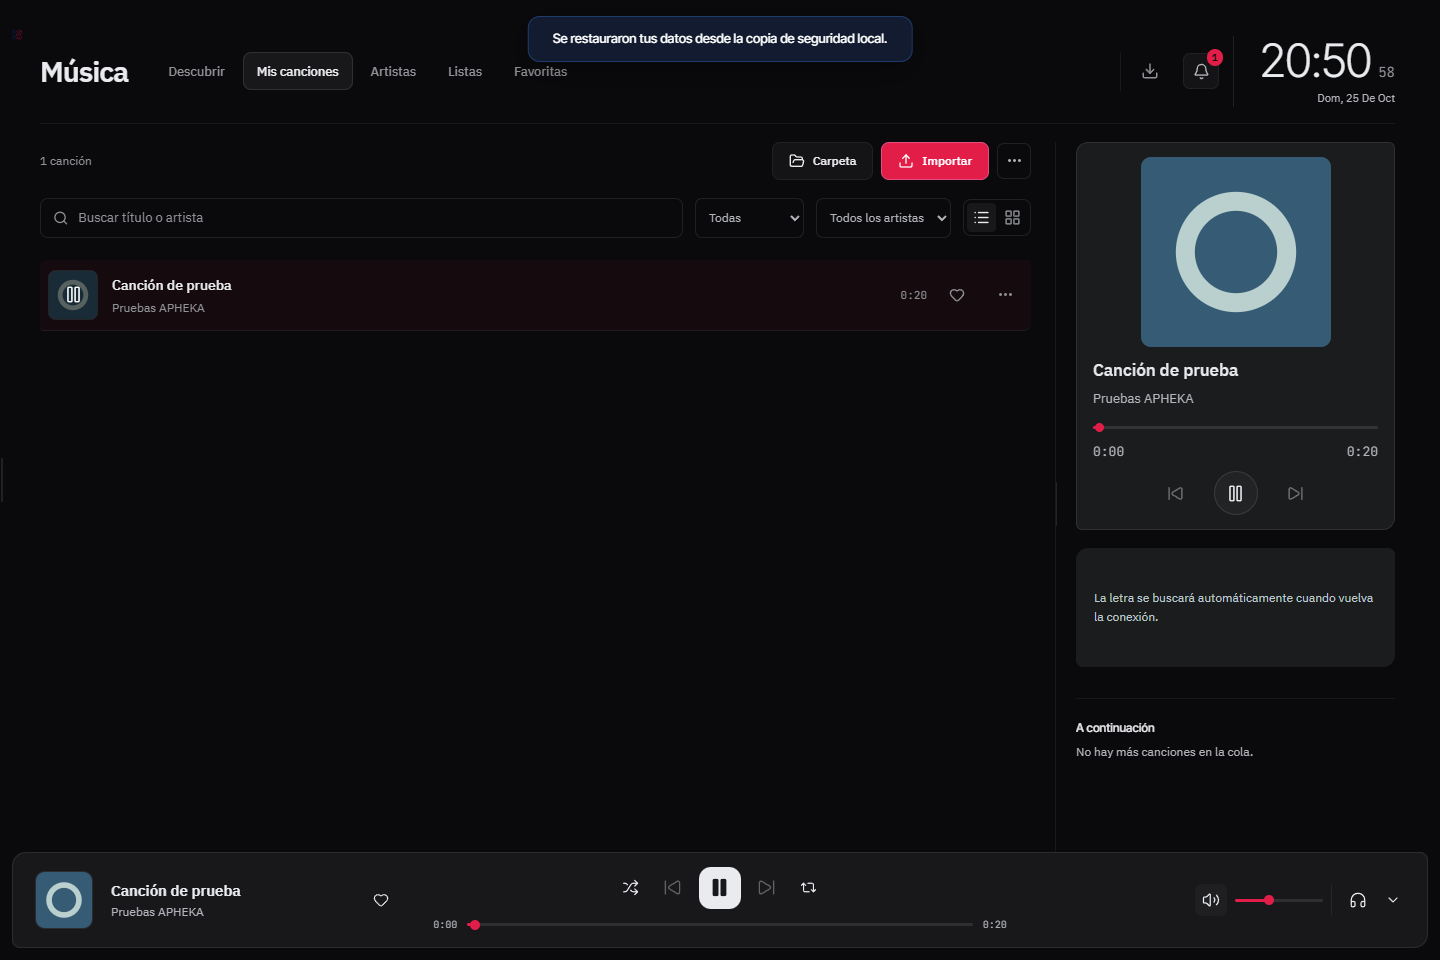 Se restauraron tus datos desde la copia de seguridad local.
Música
Descubrir
Mis canciones
Artistas
Listas
Favoritas
1
20:50 58
Dom, 25 De Oct
1 canción
Carpeta
Importar
Buscar título o artista
Todas
Todos los artistas
Canción de prueba
Pruebas APHEKA
0:20
Canción de prueba
Pruebas APHEKA
0:00
0:20
La letra se buscará automáticamente cuando vuelva
la conexión.
A continuación
No hay más canciones en la cola.
Canción de prueba
Pruebas APHEKA
0:00
0:20